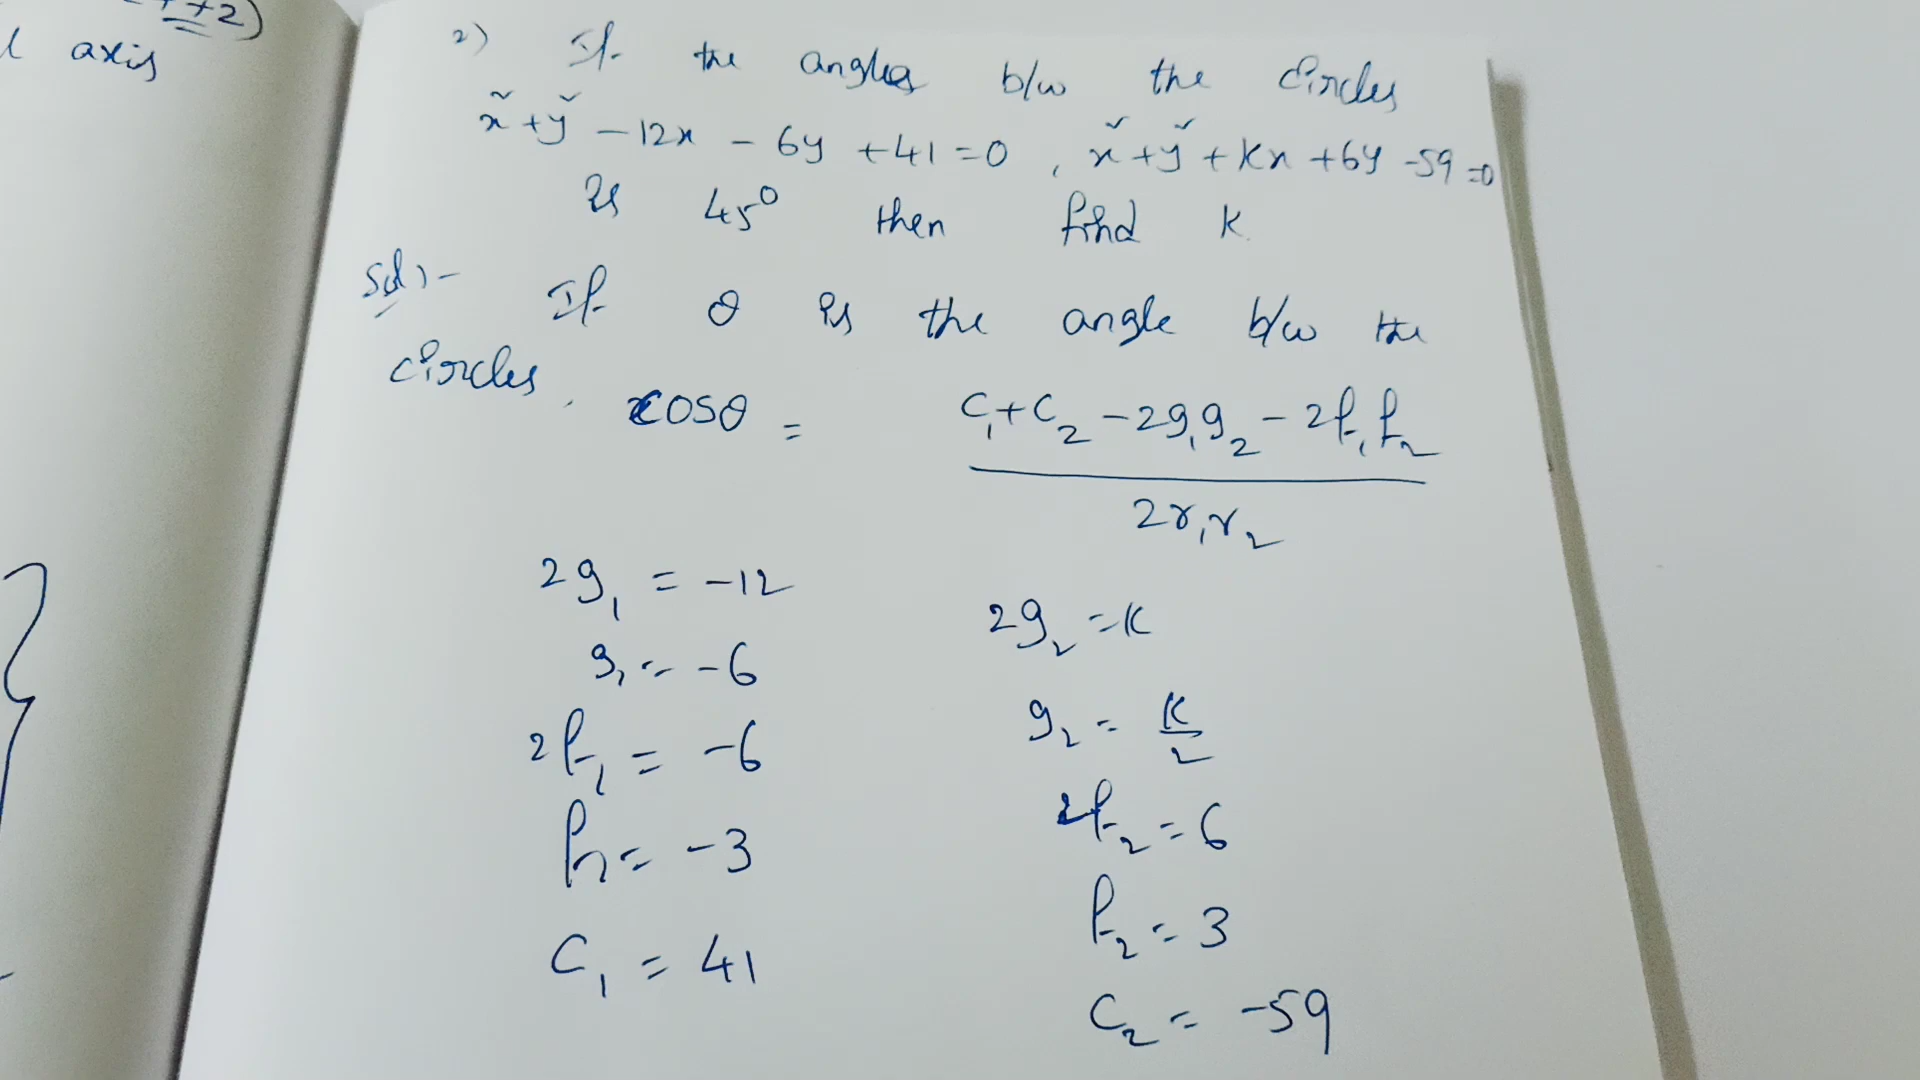 ++2)
l axis
2) If the angles b/w the circles
x²+y² -12x - 6y +41=0, x²+y²+kx+6y-59=0
is 45° then find k.
Sol:- If θ is the angle b/w the
circles, cosθ = (c₁+c₂-2g₁g₂-2f₁f₂)/(2r₁r₂)
2g₁ = -12
2g₂ = k
g₁ = -6
g₂ = k/2
2f₁ = -6
2f₂ = 6
f₁ = -3
f₂ = 3
c₁ = 41
c₂ = -59